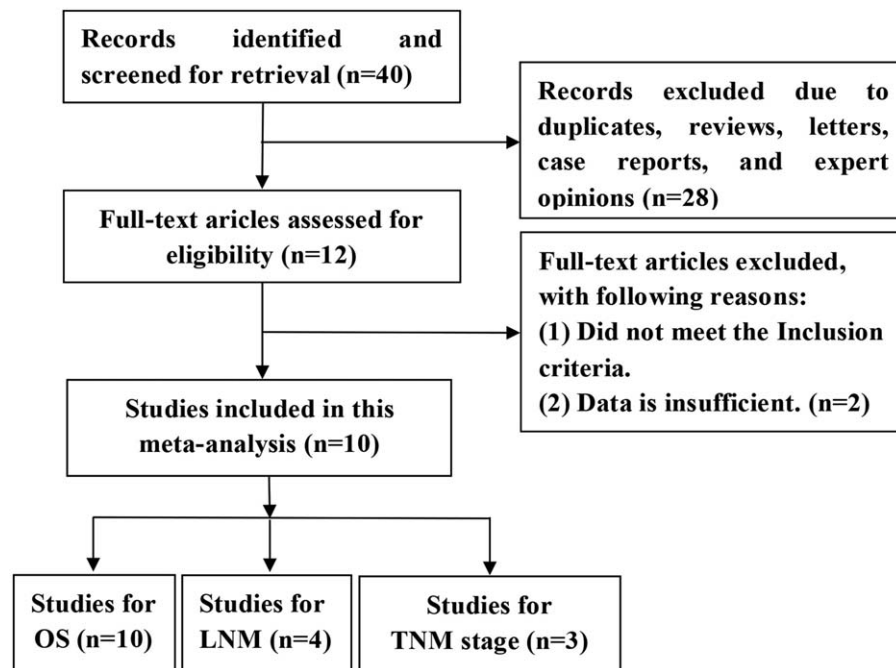 Records identified and
screened for retrieval (n=40)
Records excluded due to
duplicates, reviews, letters,
case reports, and expert
opinions (n=28)
Full-text aricles assessed for
eligibility (n=12)
Full-text articles excluded,
with following reasons:
(1) Did not meet the Inclusion
criteria.
(2) Data is insufficient. (n=2)
Studies included in this
meta-analysis (n=10)
Studies for
OS (n=10)
Studies for
LNM (n=4)
Studies for
TNM stage (n=3)